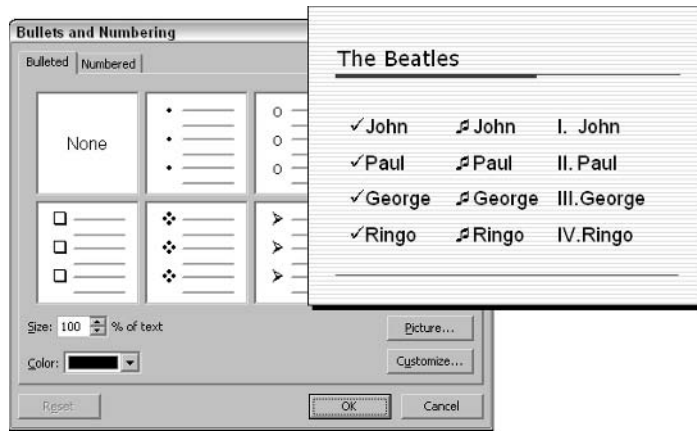 Bullets and Numbering
Bulleted Numbered
None
Size: 100 % of text
Color:
Picture...
Customize...
Reset
OK
Cancel
The Beatles
✓John ♫John I. John
✓Paul ♫Paul II. Paul
✓George ♫George III.George
✓Ringo ♫Ringo IV.Ringo